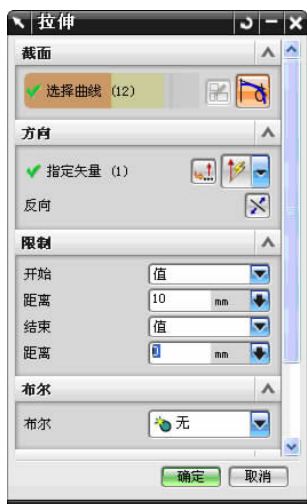 拉伸
截面
选择曲线 (12)
方向
指定矢量 (1)
反向
限制
开始 值
距离 10 mm
结束 值
距离 0 mm
布尔
布尔 无
确定 取消